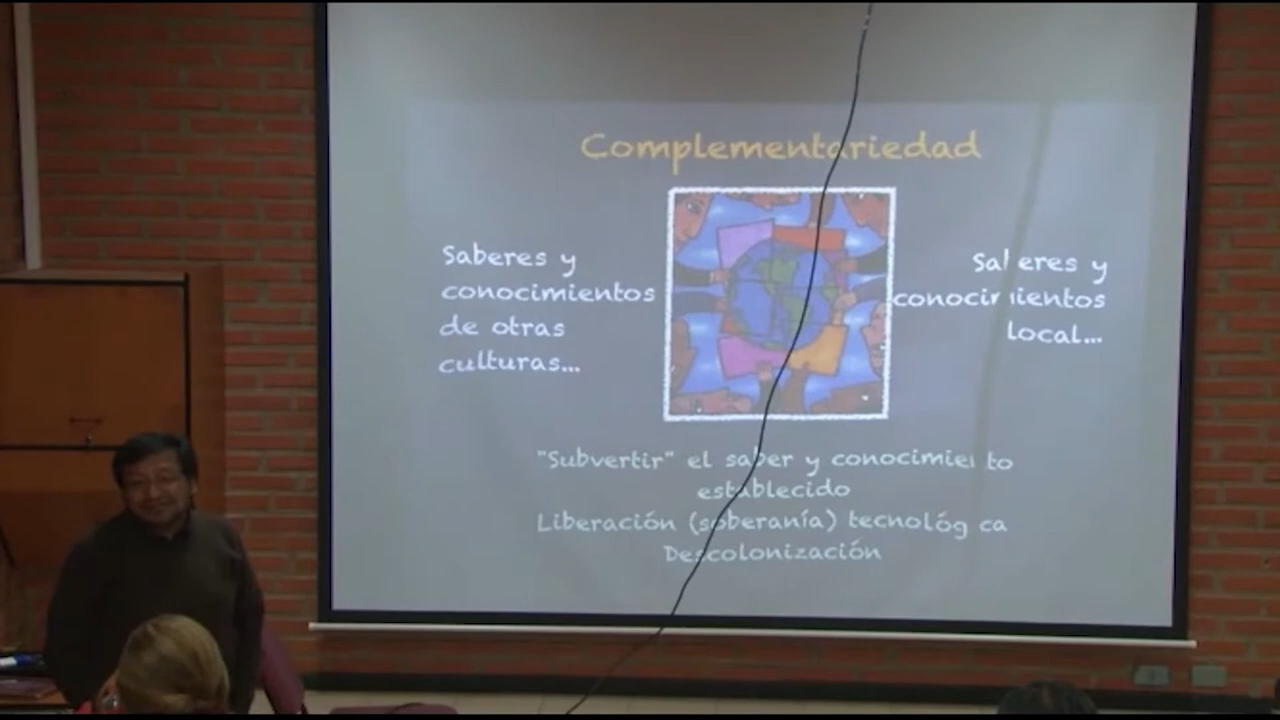 Complementariedad
Saberes y
conocimientos
de otras
culturas...
Saberes y
conocimientos
local...
"Subvertir" el saber y conocimiento
establecido
Liberación (soberanía) tecnológica
Descolonización